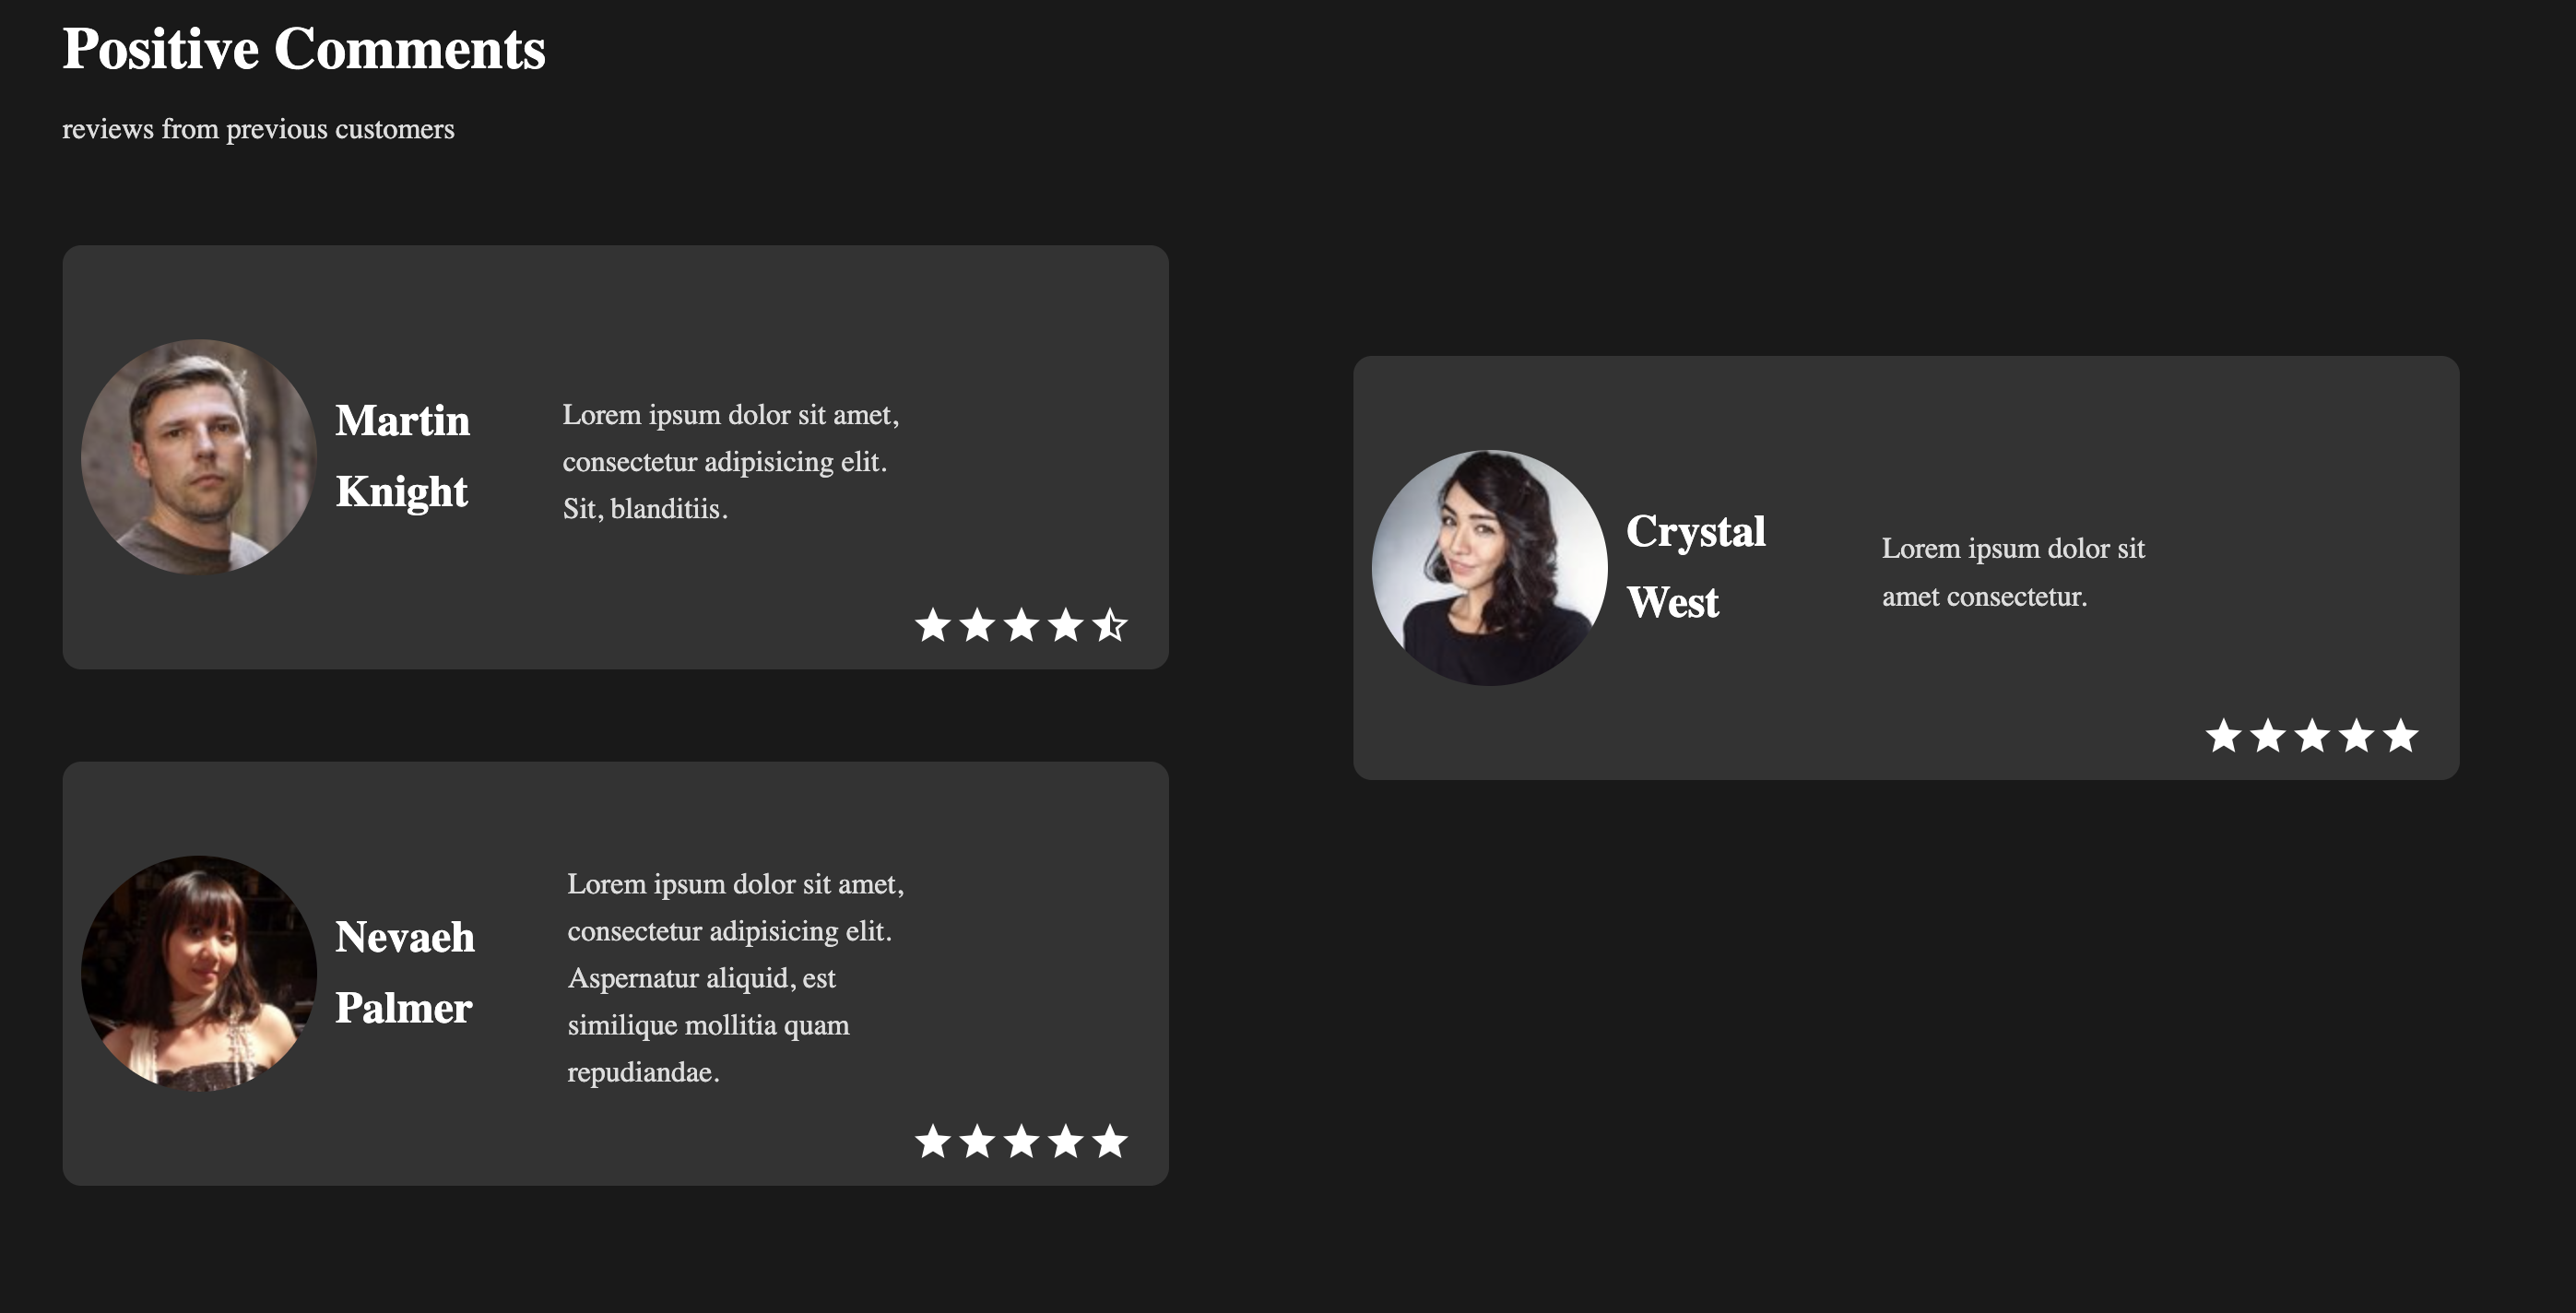 Positive Comments
reviews from previous customers
Martin
Knight
Lorem ipsum dolor sit amet,
consectetur adipisicing elit.
Sit, blanditiis.
Crystal
West
Lorem ipsum dolor sit
amet consectetur.
Nevaeh
Palmer
Lorem ipsum dolor sit amet,
consectetur adipisicing elit.
Aspernatur aliquid, est
similique mollitia quam
repudiandae.